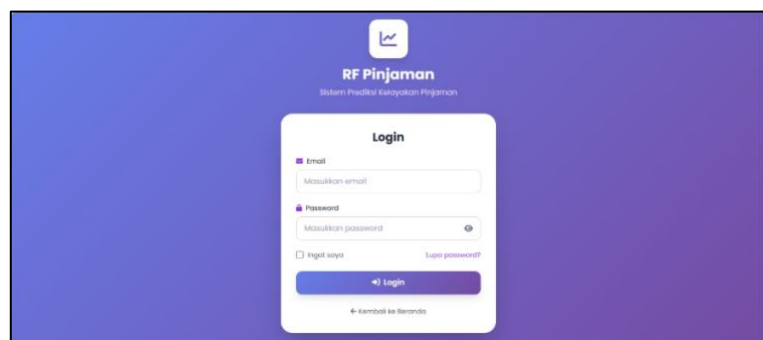 RF Pinjaman
Sistem Prediksi Kelayakan Pinjaman
Login
Email
Masukkan email
Password
Masukkan password
Ingat saya Lupa password?
Login
← Kembali ke Beranda